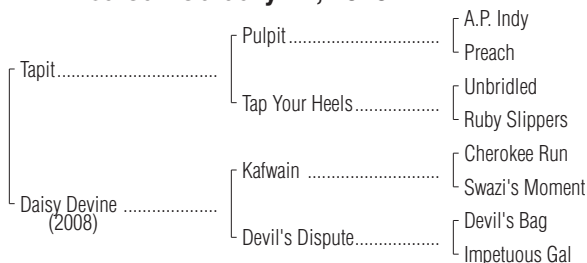 Pulpit
A.P. Indy
Preach
Tapit
Tap Your Heels
Unbridled
Ruby Slippers
Kafwain
Cherokee Run
Swazi's Moment
Daisy Devine
(2008)
Devil's Dispute
Devil's Bag
Impetuous Gal